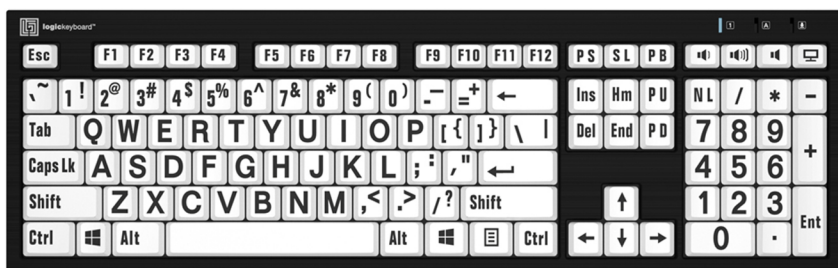 logickeyboard™ 1 A
Esc F1 F2 F3 F4 F5 F6 F7 F8 F9 F10 F11 F12 PS SL PB
` ~ 1 ! 2 @ 3 # 4 $ 5 % 6 ^ 7 & 8 * 9 ( 0 ) - _ = + ← Ins Hm PU NL / * -
Tab Q W E R T Y U I O P [ { ] } \ | Del End PD 7 8 9 +
Caps Lk A S D F G H J K L ; : ' " ↵ 4 5 6
Shift Z X C V B N M , < . > / ? Shift ↑ 1 2 3 Ent
Ctrl Alt Alt Ctrl ← ↓ → 0 .